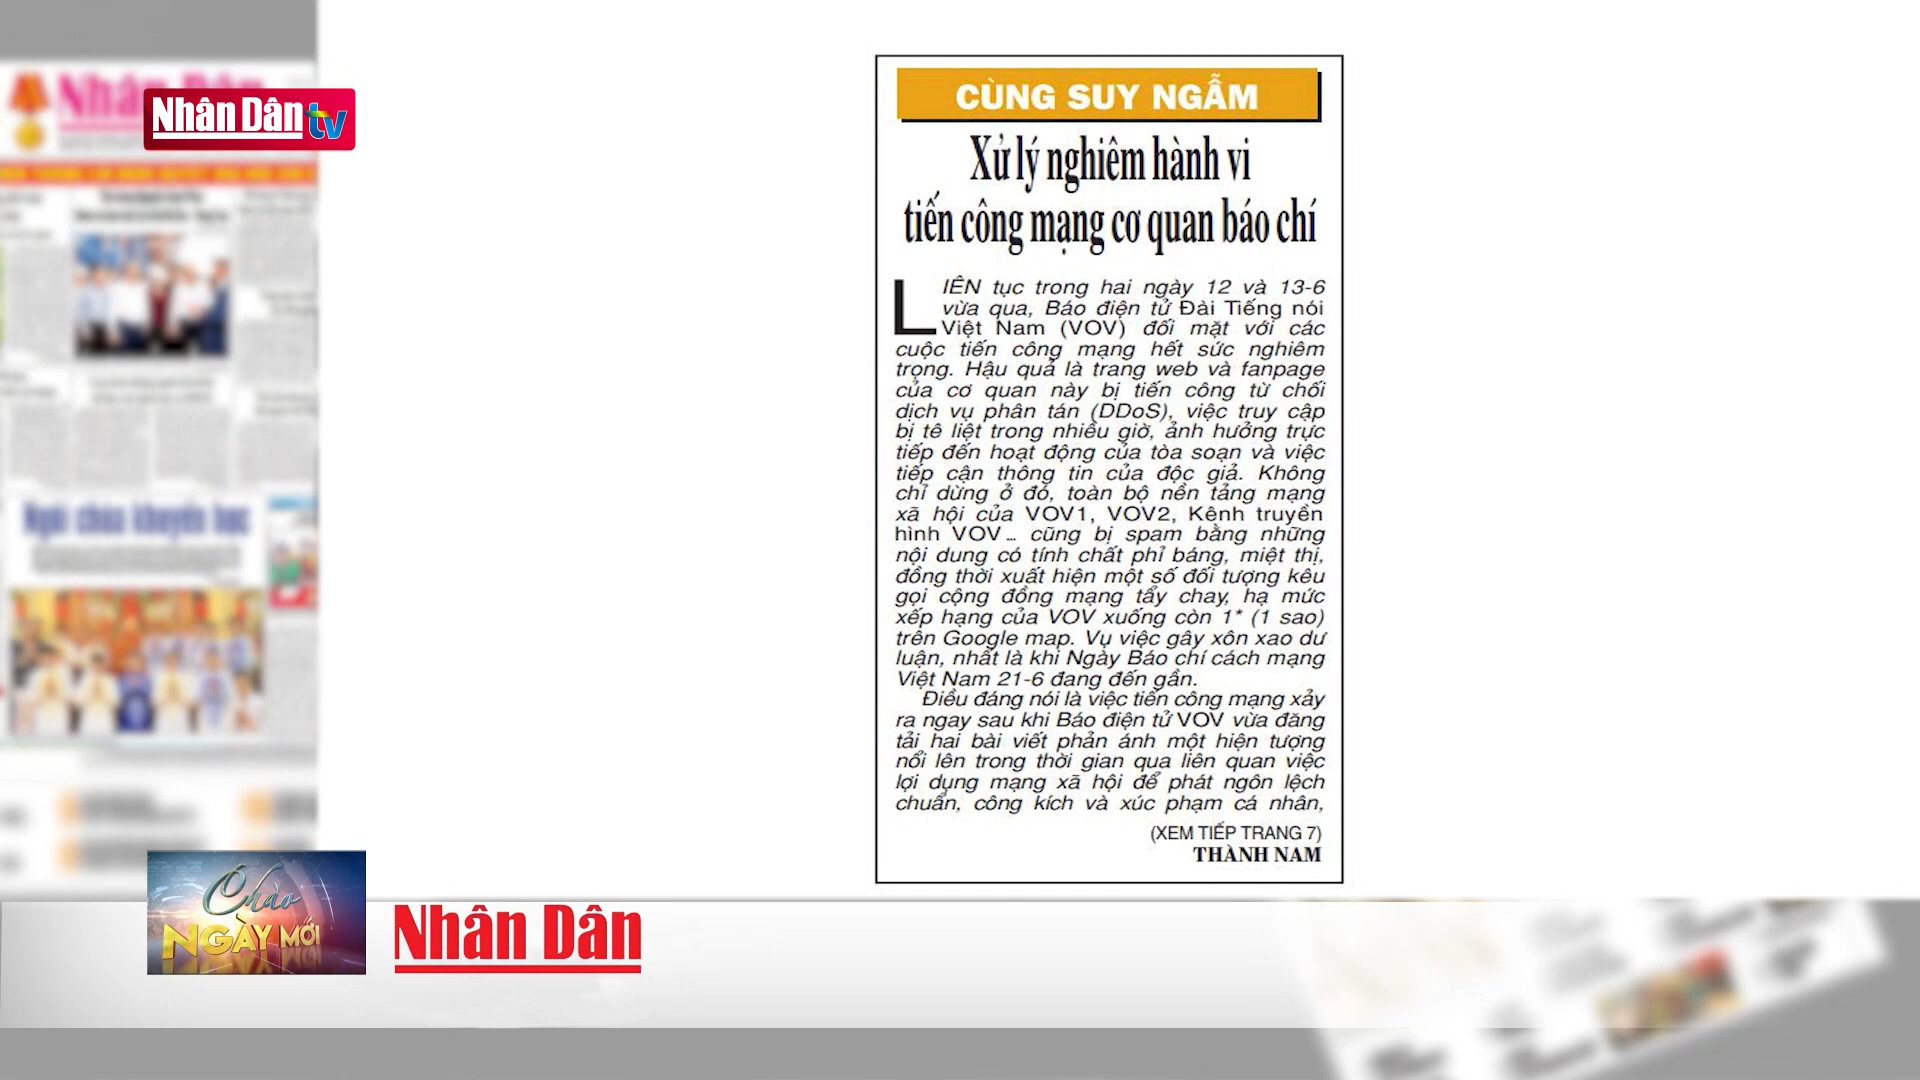 Nhân Dân
Nhân Dân tv
CÙNG SUY NGẪM
Xử lý nghiêm hành vi
tiến công mạng cơ quan báo chí
LIÊN tục trong hai ngày 12 và 13-6
vừa qua, Báo điện tử Đài Tiếng nói
Việt Nam (VOV) đối mặt với các
cuộc tiến công mạng hết sức nghiêm
trọng. Hậu quả là trang web và fanpage
của cơ quan này bị tiến công từ chối
dịch vụ phân tán (DDoS), việc truy cập
bị tê liệt trong nhiều giờ, ảnh hưởng trực
tiếp đến hoạt động của tòa soạn và việc
tiếp cận thông tin của độc giả. Không
chỉ dừng ở đó, toàn bộ nền tảng mạng
xã hội của VOV1, VOV2, Kênh truyền
hình VOV... cũng bị spam bằng những
nội dung có tính chất phỉ báng, miệt thị,
đồng thời xuất hiện một số đối tượng kêu
gọi cộng đồng mạng tẩy chay, hạ mức
xếp hạng của VOV xuống còn 1* (1 sao)
trên Google map. Vụ việc gây xôn xao dư
luận, nhất là khi Ngày Báo chí cách mạng
Việt Nam 21-6 đang đến gần.
Điều đáng nói là việc tiến công mạng xảy
ra ngay sau khi Báo điện tử VOV vừa đăng
tải hai bài viết phản ánh một hiện tượng
nổi lên trong thời gian qua liên quan việc
lợi dụng mạng xã hội để phát ngôn lệch
chuẩn, công kích và xúc phạm cá nhân,
(XEM TIẾP TRANG 7)
THÀNH NAM
Ngôi chùa khuyến học
Chào
NGÀY MỚI
Nhân Dân